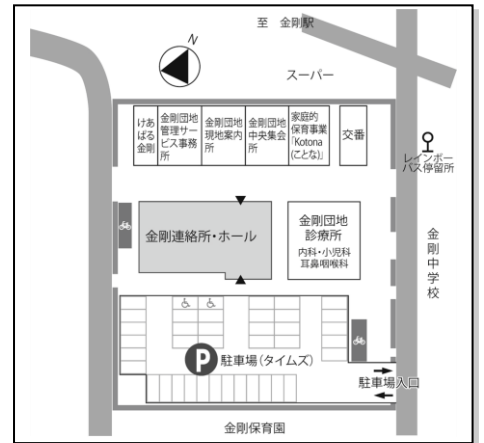 至 金剛駅
N
スーパー
けあ
ぱる
金剛
金剛団地
管理サー
ビス事務
所
金剛団地
現地案内
所
金剛団地
中央集会
所
家庭的
保育事業
「Kotona
(ことな)」
交番
レインボー
バス停留所
金剛連絡所・ホール
金剛団地
診療所
内科・小児科
耳鼻咽喉科
金剛中学校
P 駐車場(タイムズ)
駐車場入口
金剛保育園